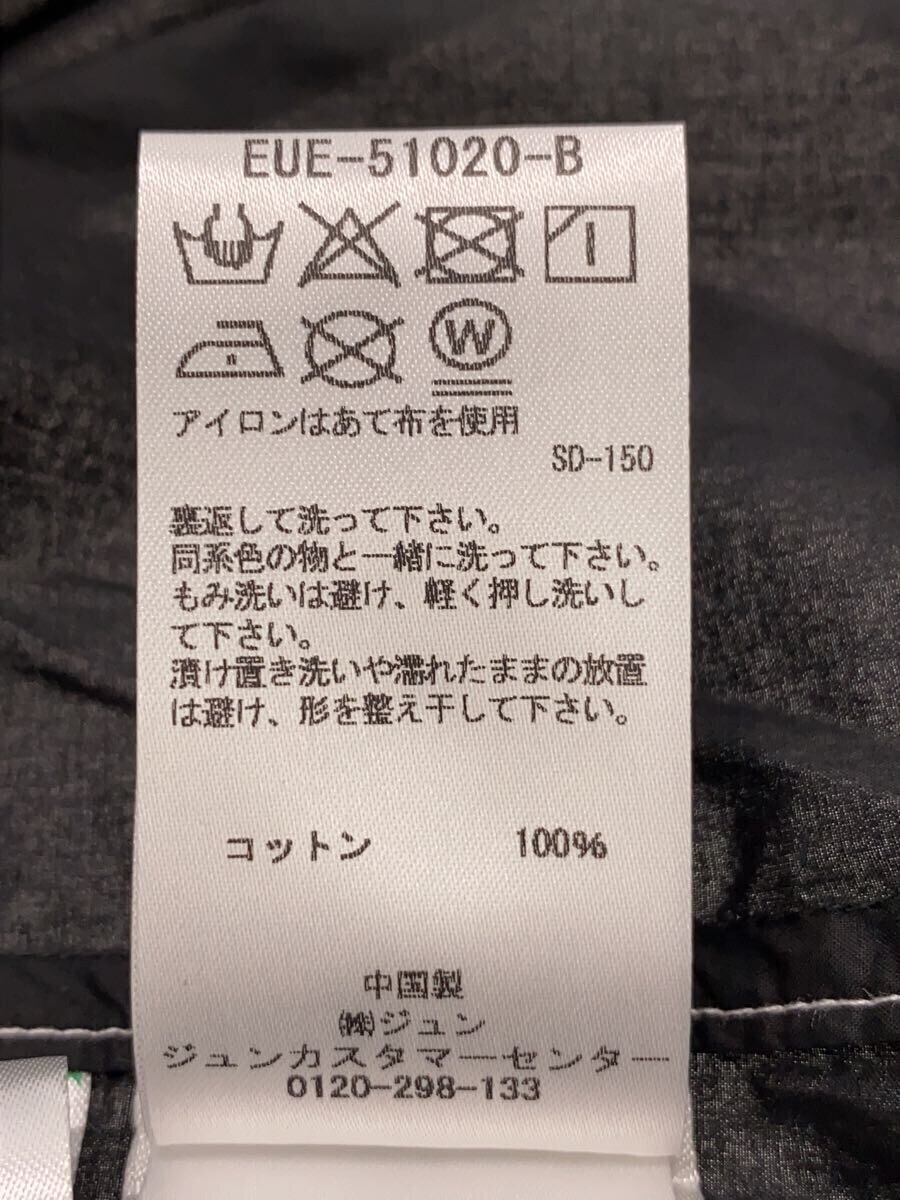 EUE-51020-B
W
アイロンはあて布を使用
SD-150
裏返して洗って下さい。
同系色の物と一緒に洗って下さい。
もみ洗いは避け、軽く押し洗いし
て下さい。
漬け置き洗いや濡れたままの放置
は避け、形を整え干して下さい。
コットン 100%
中国製
㈱ジュン
ジュンカスタマーセンター
0120-298-133